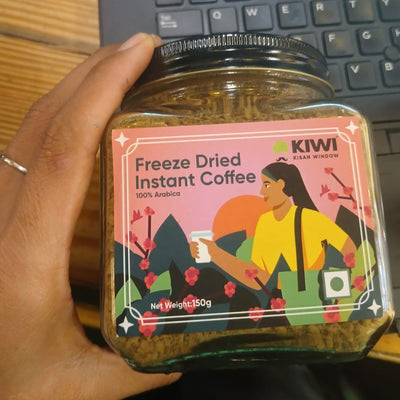 KIWI
KISAN WINDOW
Freeze Dried
Instant Coffee
100% Arabica
Net Weight:150g